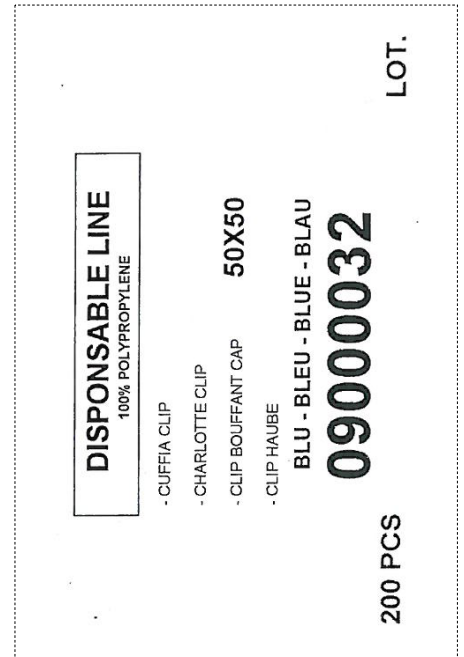 DISPONSABLE LINE
100% POLYPROPYLENE
- CUFFIA CLIP
- CHARLOTTE CLIP
- CLIP BOUFFANT CAP 50X50
- CLIP HAUBE
BLU - BLEU - BLUE - BLAU
09000032
200 PCS LOT.